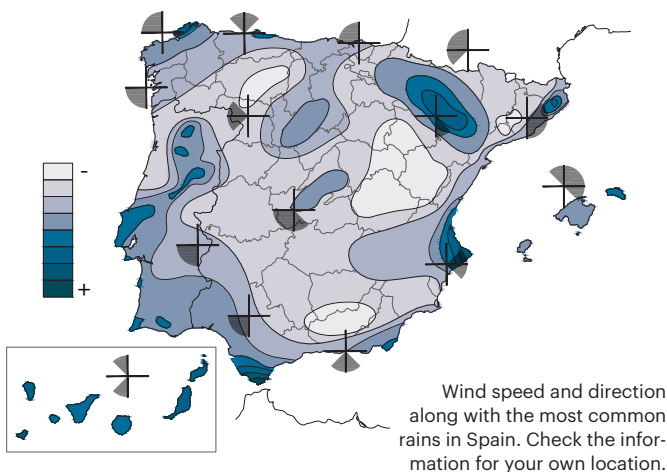 -
+
Wind speed and direction
along with the most common
rains in Spain. Check the infor-
mation for your own location.